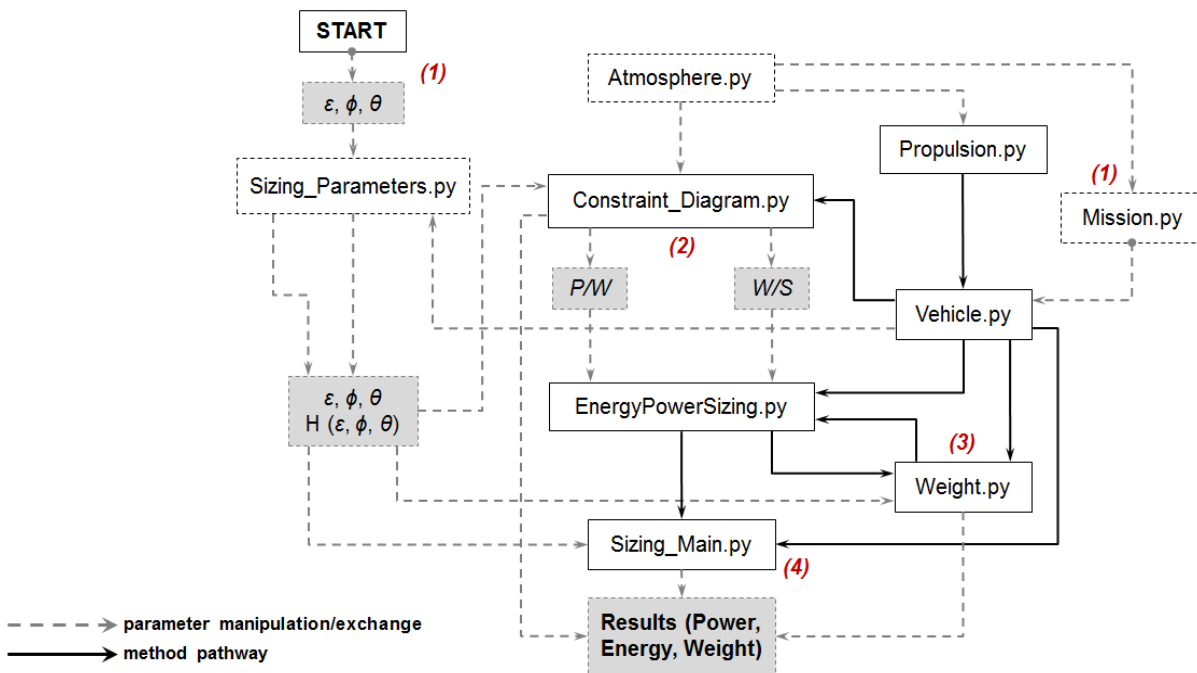 START
(1)
ε, ϕ, θ
Atmosphere.py
Propulsion.py
Sizing_Parameters.py
Constraint_Diagram.py
(1)
Mission.py
(2)
P/W
W/S
Vehicle.py
ε, ϕ, θ
H (ε, ϕ, θ)
EnergyPowerSizing.py
(3)
Weight.py
Sizing_Main.py
(4)
Results (Power,
Energy, Weight)
parameter manipulation/exchange
method pathway